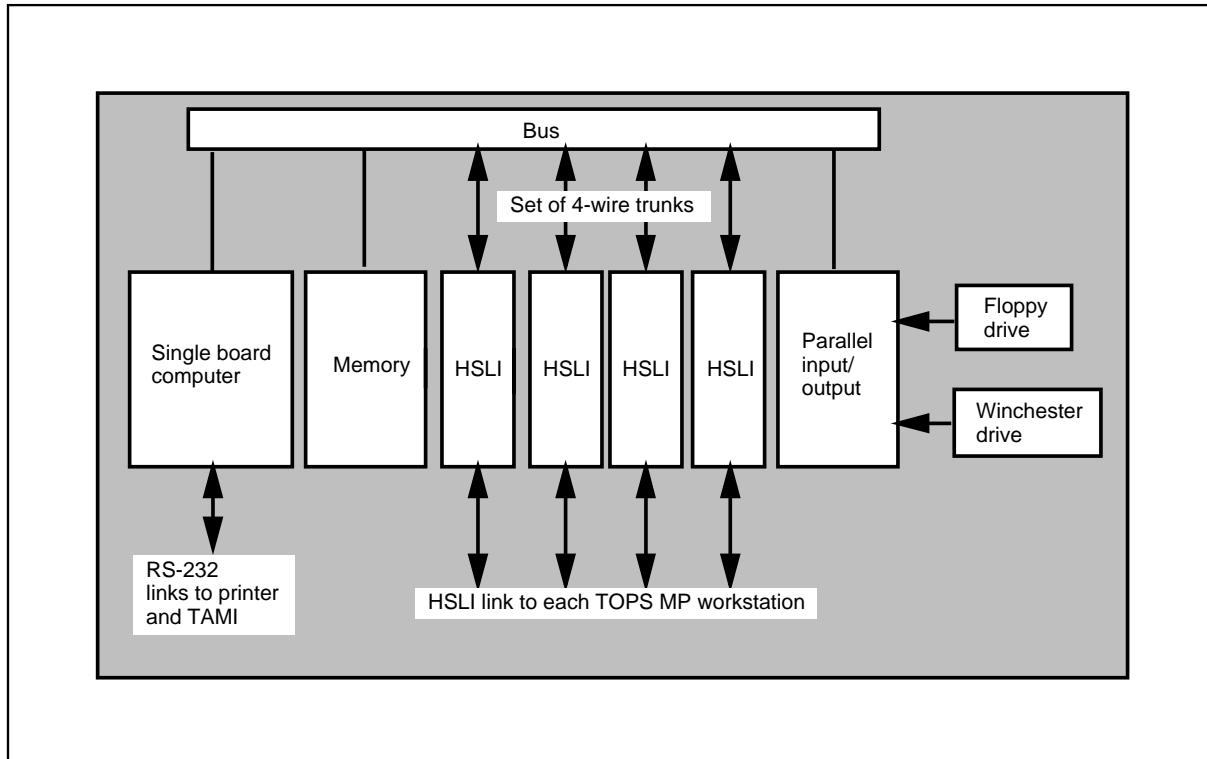 Bus
Set of 4-wire trunks
Single board
computer
Memory
HSLI
HSLI
HSLI
HSLI
Parallel
input/
output
Floppy
drive
Winchester
drive
RS-232
links to printer
and TAMI
HSLI link to each TOPS MP workstation